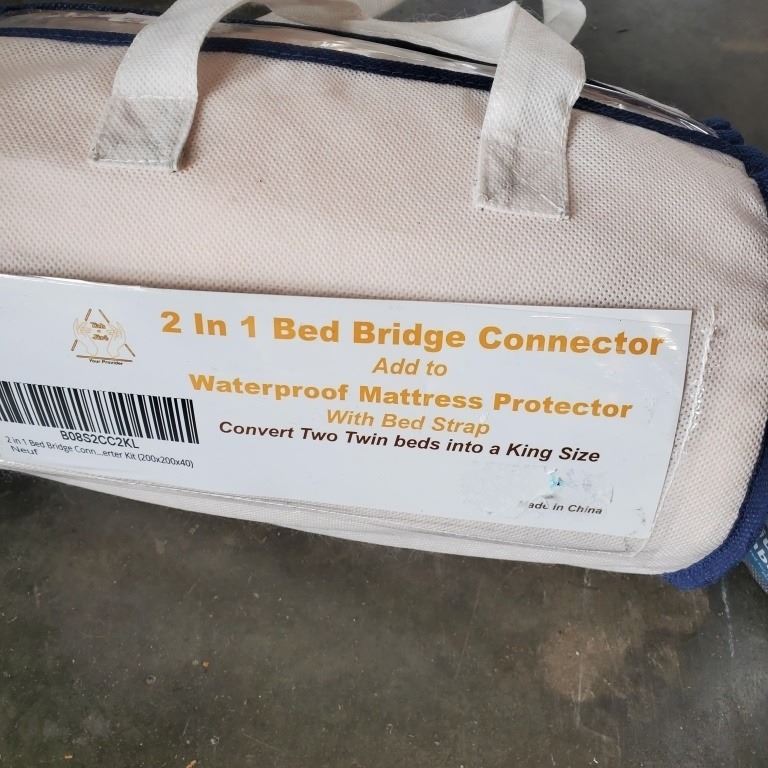 2 In 1 Bed Bridge Connector
Add to
Waterproof Mattress Protector
With Bed Strap
Convert Two Twin beds into a King Size
Your Provider
B08S2CC2KL
2 in 1 Bed Bridge Conn...erter Kit (200x200x40)
Neuf
in China